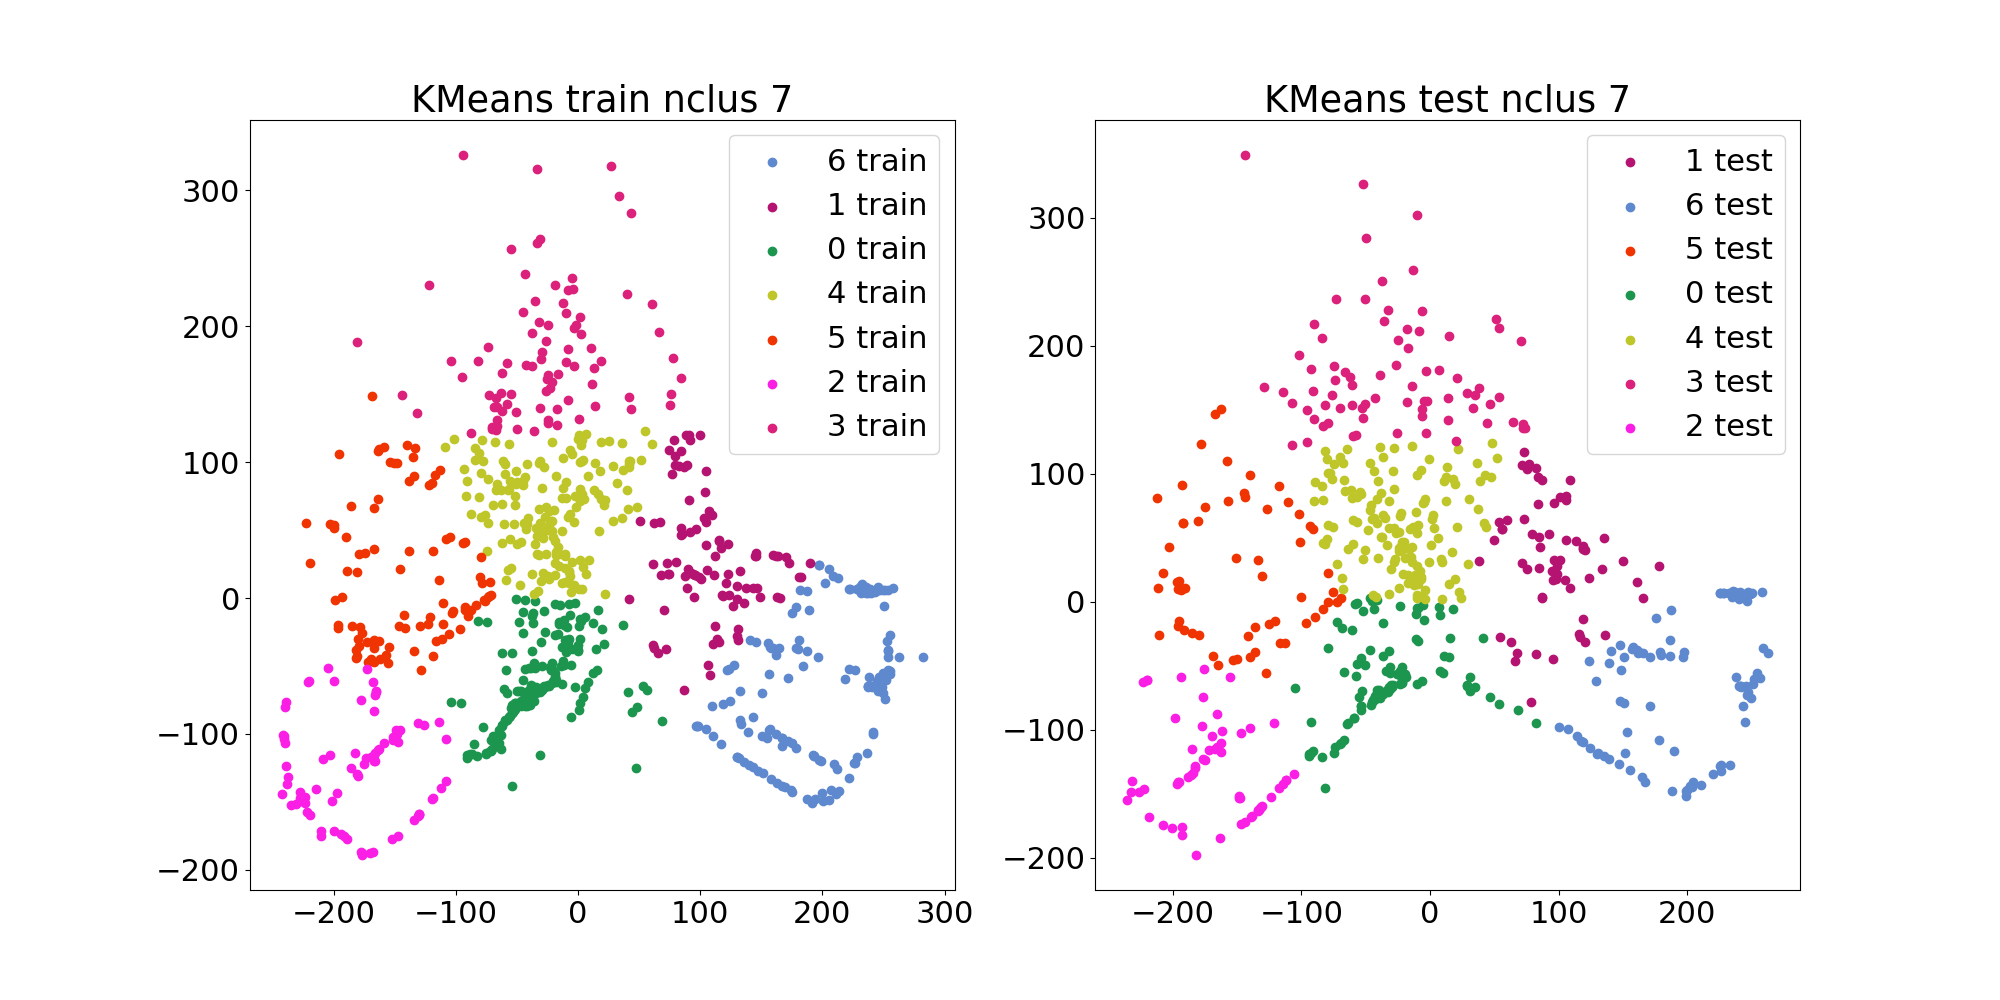 KMeans train nclus 7
6 train
1 train
0 train
4 train
5 train
2 train
3 train
300
200
100
0
−100
−200
−200 −100 0 100 200 300
KMeans test nclus 7
1 test
6 test
5 test
0 test
4 test
3 test
2 test
300
200
100
0
−100
−200
−200 −100 0 100 200